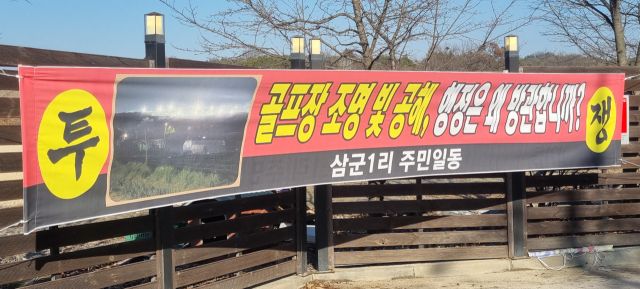 투
골프장 조명 빛 공해, 행정은 왜 방관합니까?
쟁
삼군1리 주민일동